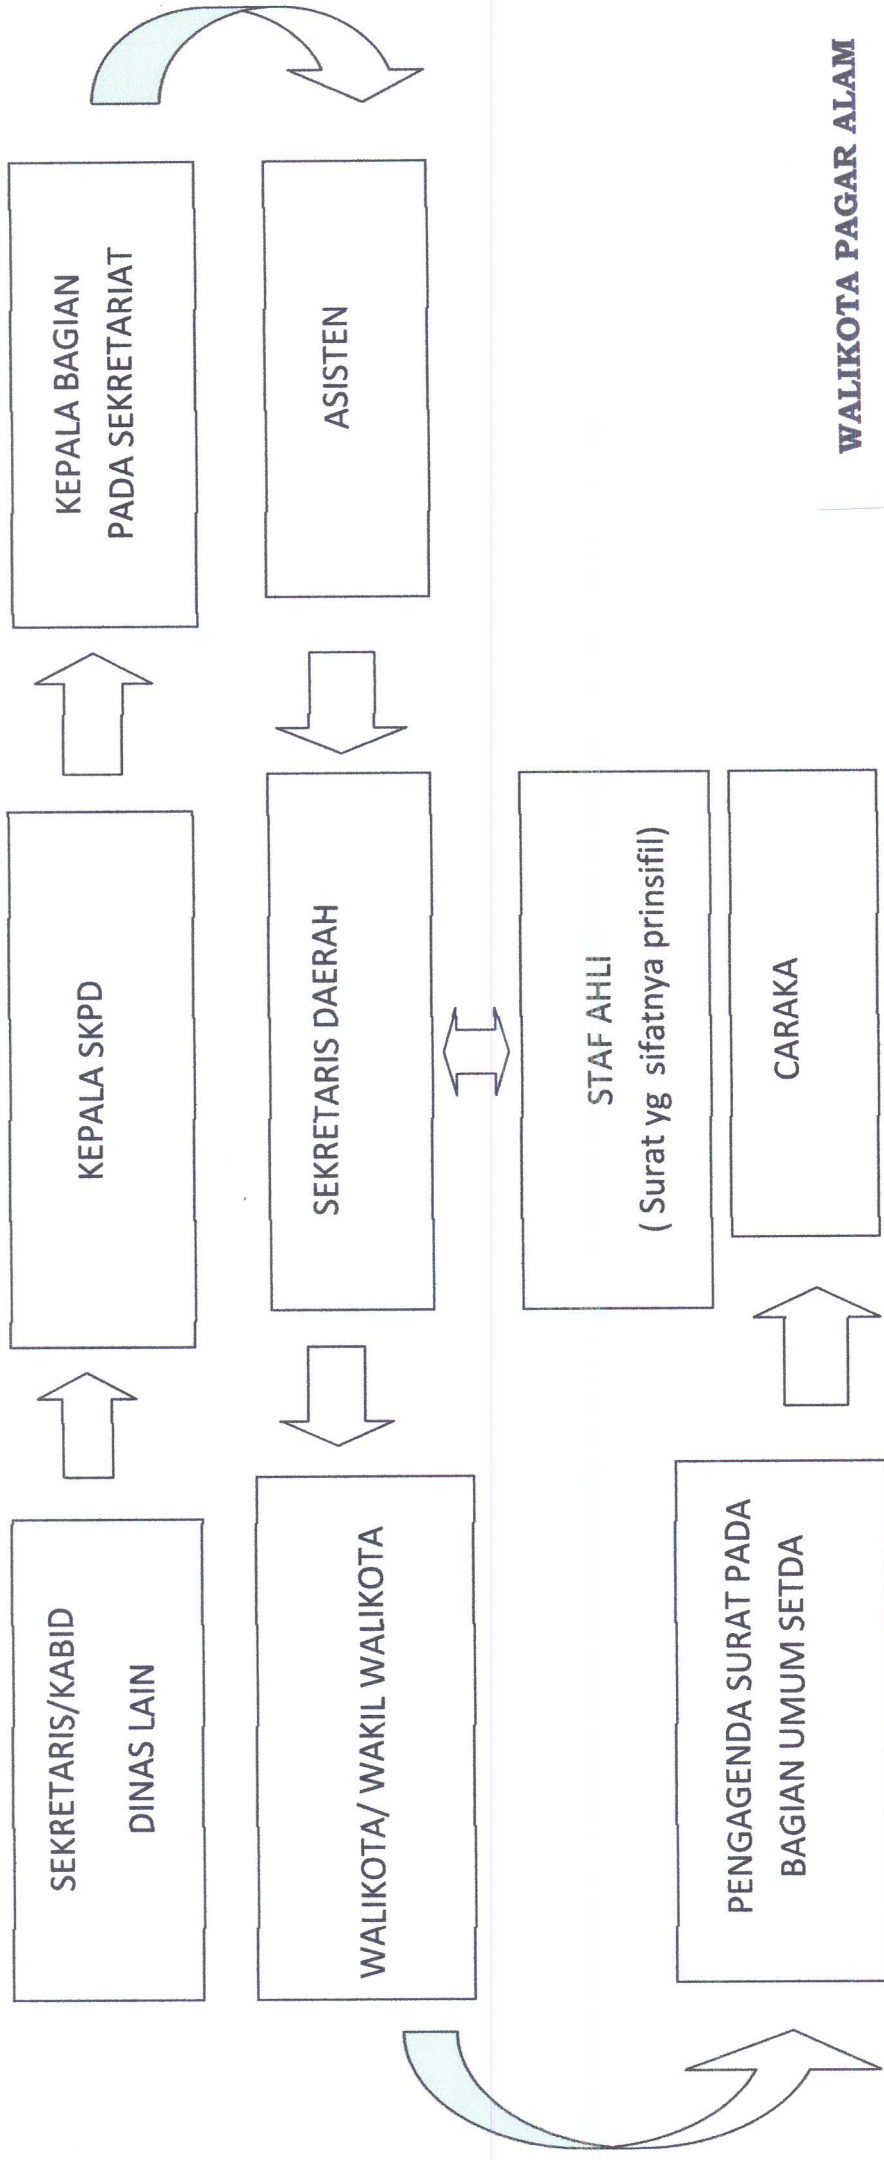 SEKRETARIS/KABID
DINAS LAIN
KEPALA SKPD
KEPALA BAGIAN
PADA SEKRETARIAT
WALIKOTA/ WAKIL WALIKOTA
SEKRETARIS DAERAH
ASISTEN
STAF AHLI
( Surat yg sifatnya prinsifil)
PENGAGENDA SURAT PADA
BAGIAN UMUM SETDA
CARAKA
WALIKOTA PAGAR ALAM